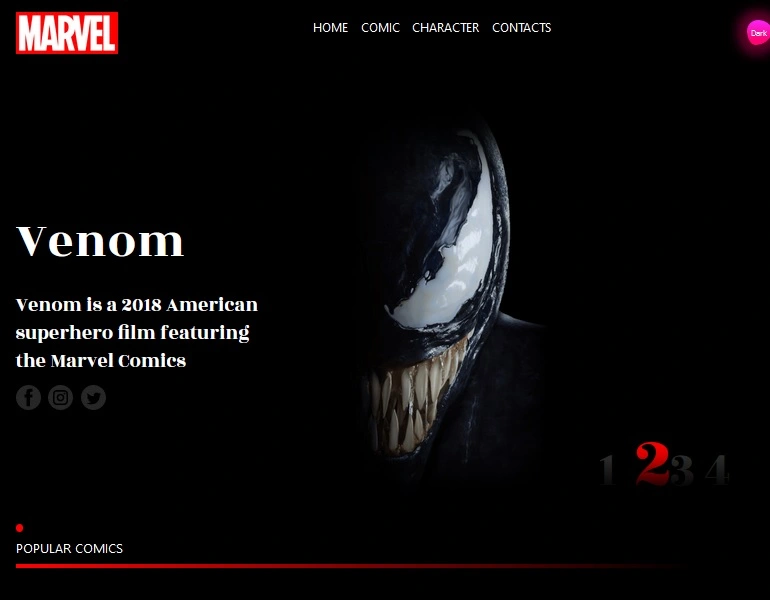 MARVEL
HOME COMIC CHARACTER CONTACTS
Dark
Venom
Venom is a 2018 American
superhero film featuring
the Marvel Comics
1 2 3 4
POPULAR COMICS